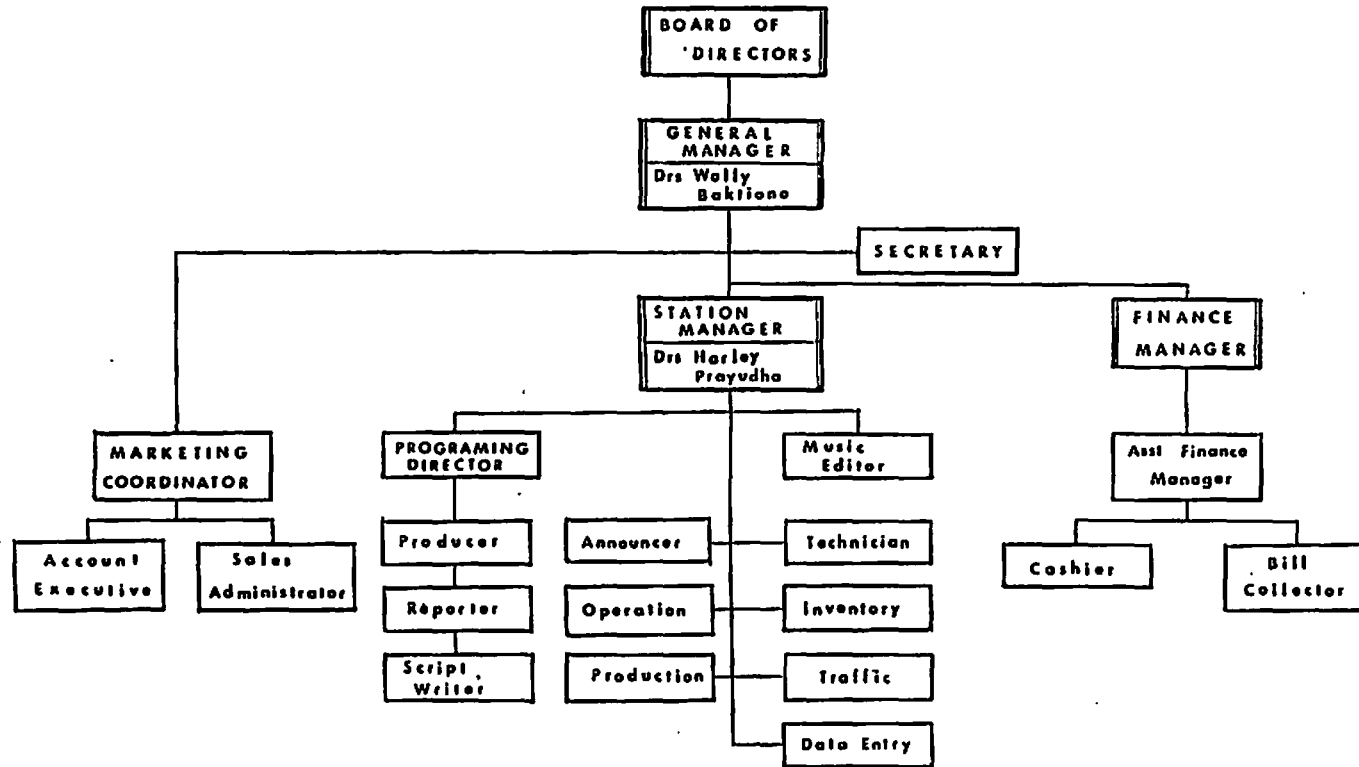 BOARD OF
DIRECTORS
GENERAL
MANAGER
Drs Wally
Baktiono
SECRETARY
STATION
MANAGER
Drs Harley
Prayudha
FINANCE
MANAGER
MARKETING
COORDINATOR
PROGRAMING
DIRECTOR
Music
Editor
Asst Finance
Manager
Account
Executive
Sales
Administrator
Producer
Announcer
Technician
Cashier
Bill
Collector
Reporter
Operation
Inventory
Script
Writer
Production
Traffic
Data Entry